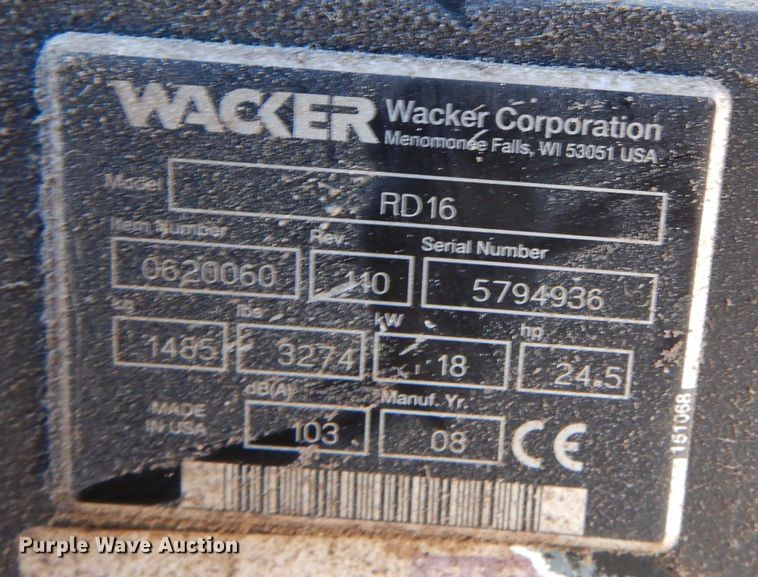 WACKER Wacker Corporation
Menomonee Falls, WI 53051 USA
Model RD16
Item Number Rev. Serial Number
0620060 110 5794936
kg lbs kW hp
1485 3274 18 24.5
dB(A) Manuf. Yr.
MADE
IN USA 103 08 CE
151068
Purple Wave Auction